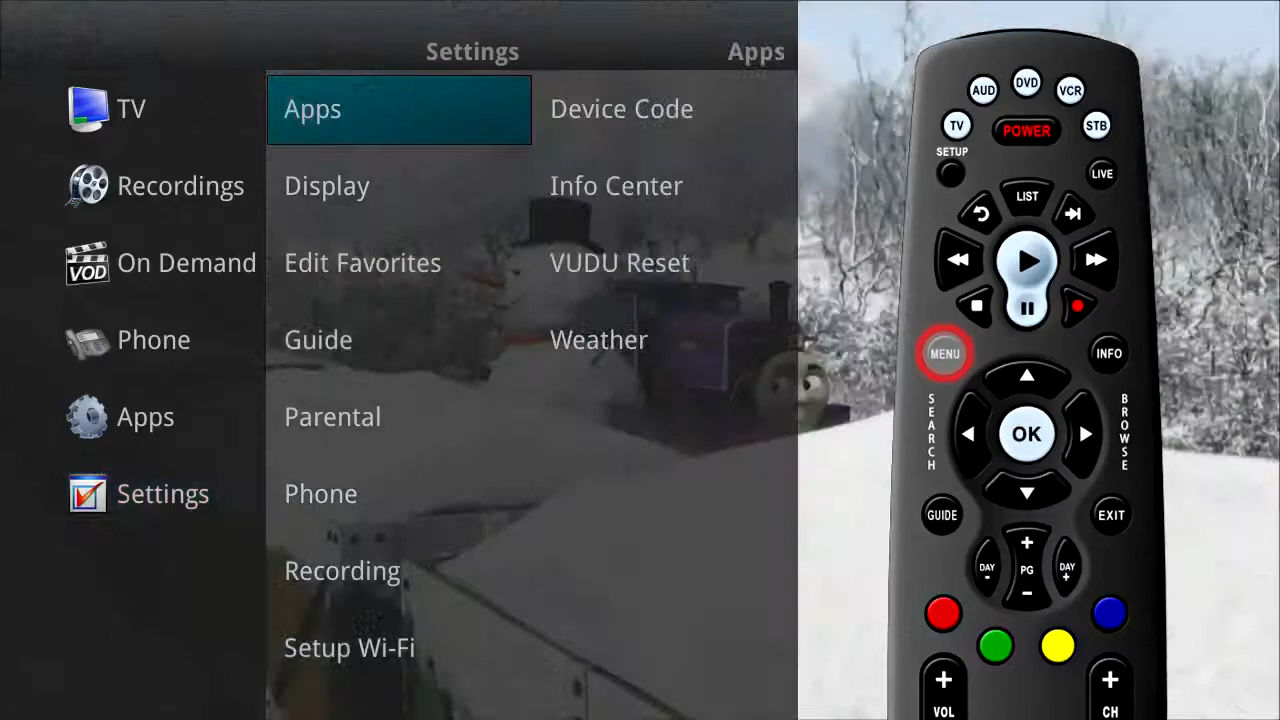 Settings
Apps
TV
Recordings
VOD
On Demand
Phone
Apps
Settings
Apps
Display
Edit Favorites
Guide
Parental
Phone
Recording
Setup Wi-Fi
Device Code
Info Center
VUDU Reset
Weather
AUD
DVD
VCR
TV
POWER
STB
SETUP
LIVE
LIST
MENU
INFO
SEARCH
OK
BROWSE
GUIDE
EXIT
+
DAY
-
PG
DAY
+
-
+
VOL
+
CH